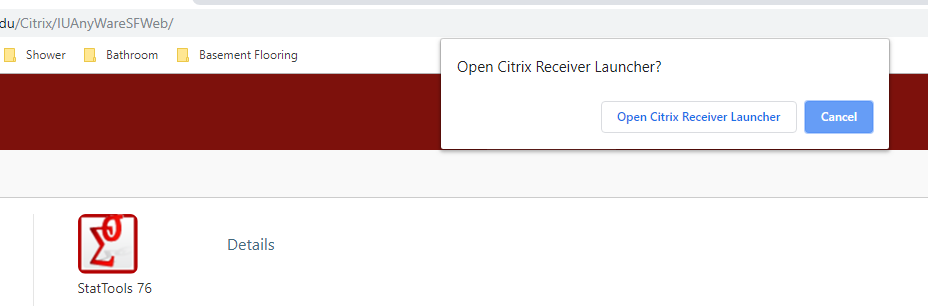 du/Citrix/IUAnyWareSFWeb/
Shower Bathroom Basement Flooring
Open Citrix Receiver Launcher?
Open Citrix Receiver Launcher Cancel
Details
StatTools 76